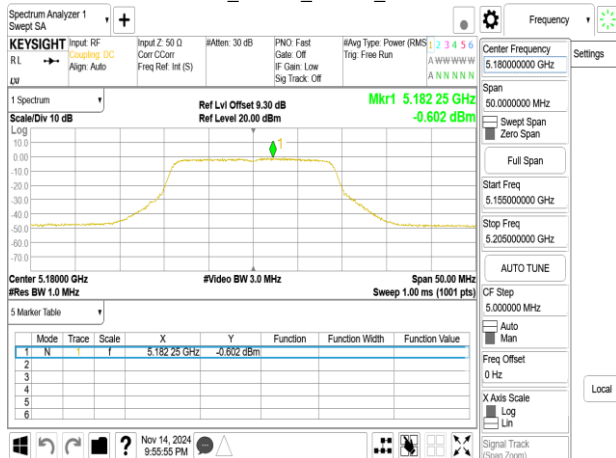 Spectrum Analyzer 1
Swept SA
+
Frequency
KEYSIGHT
RL
Input: RF
Coupling: DC
Align: Auto
Input Z: 50 Ω
Corr CCorr
Freq Ref: Int (S)
#Atten: 30 dB
PNO: Fast
Gate: Off
IF Gain: Low
Sig Track: Off
#Avg Type: Power (RMS
Trig: Free Run
1 2 3 4 5 6
A W W W W W
A N N N N N
LXI
1 Spectrum
Scale/Div 10 dB
Log
Ref Lvl Offset 9.30 dB
Ref Level 20.00 dBm
Mkr1 5.182 25 GHz
-0.602 dBm
1
10.0
0.00
-10.0
-20.0
-30.0
-40.0
-50.0
-60.0
-70.0
Center 5.18000 GHz
#Res BW 1.0 MHz
#Video BW 3.0 MHz
Span 50.00 MHz
Sweep 1.00 ms (1001 pts)
5 Marker Table
Mode Trace Scale X Y Function Function Width Function Value
1 N 1 f 5.182 25 GHz -0.602 dBm
2
3
4
5
6
Nov 14, 2024
9:55:55 PM
Center Frequency
5.180000000 GHz
Settings
Span
50.0000000 MHz
Swept Span
Zero Span
Full Span
Start Freq
5.155000000 GHz
Stop Freq
5.205000000 GHz
AUTO TUNE
CF Step
5.000000 MHz
Auto
Man
Freq Offset
0 Hz
X Axis Scale
Log
Lin
Local
Signal Track
(Span Zoom)